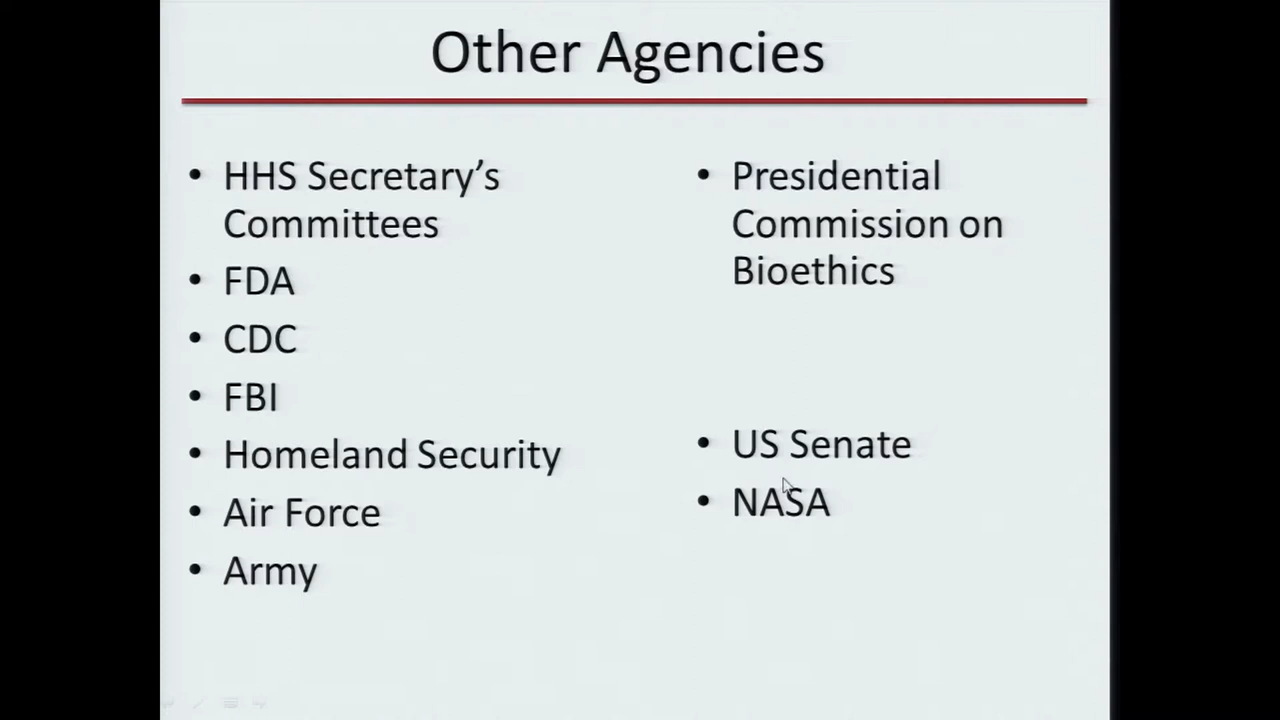 Other Agencies
• HHS Secretary’s
Committees
• FDA
• CDC
• FBI
• Homeland Security
• Air Force
• Army
• Presidential
Commission on
Bioethics
• US Senate
• NASA